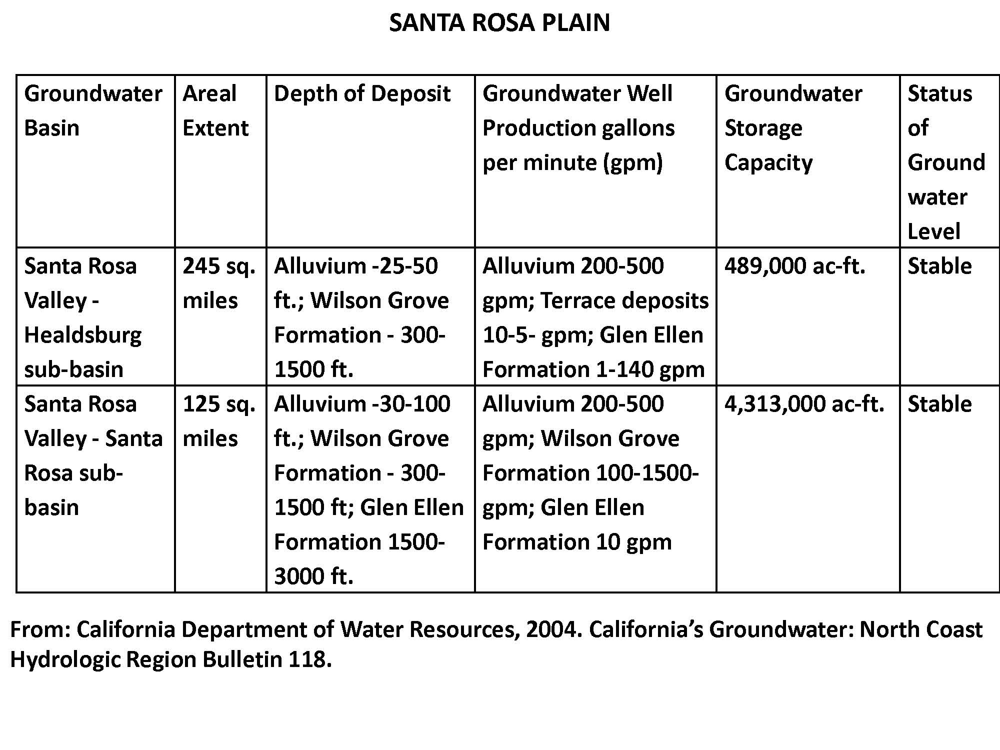 SANTA ROSA PLAIN
Groundwater
Basin
Areal
Extent
Depth of Deposit
Groundwater Well
Production gallons
per minute (gpm)
Groundwater
Storage
Capacity
Status
of
Ground
water
Level
Santa Rosa
Valley -
Healdsburg
sub-basin
245 sq.
miles
Alluvium -25-50
ft.; Wilson Grove
Formation - 300-
1500 ft.
Alluvium 200-500
gpm; Terrace deposits
10-5- gpm; Glen Ellen
Formation 1-140 gpm
489,000 ac-ft.
Stable
Santa Rosa
Valley - Santa
Rosa sub-
basin
125 sq.
miles
Alluvium -30-100
ft.; Wilson Grove
Formation - 300-
1500 ft; Glen Ellen
Formation 1500-
3000 ft.
Alluvium 200-500
gpm; Wilson Grove
Formation 100-1500-
gpm; Glen Ellen
Formation 10 gpm
4,313,000 ac-ft.
Stable
From: California Department of Water Resources, 2004. California’s Groundwater: North Coast
Hydrologic Region Bulletin 118.